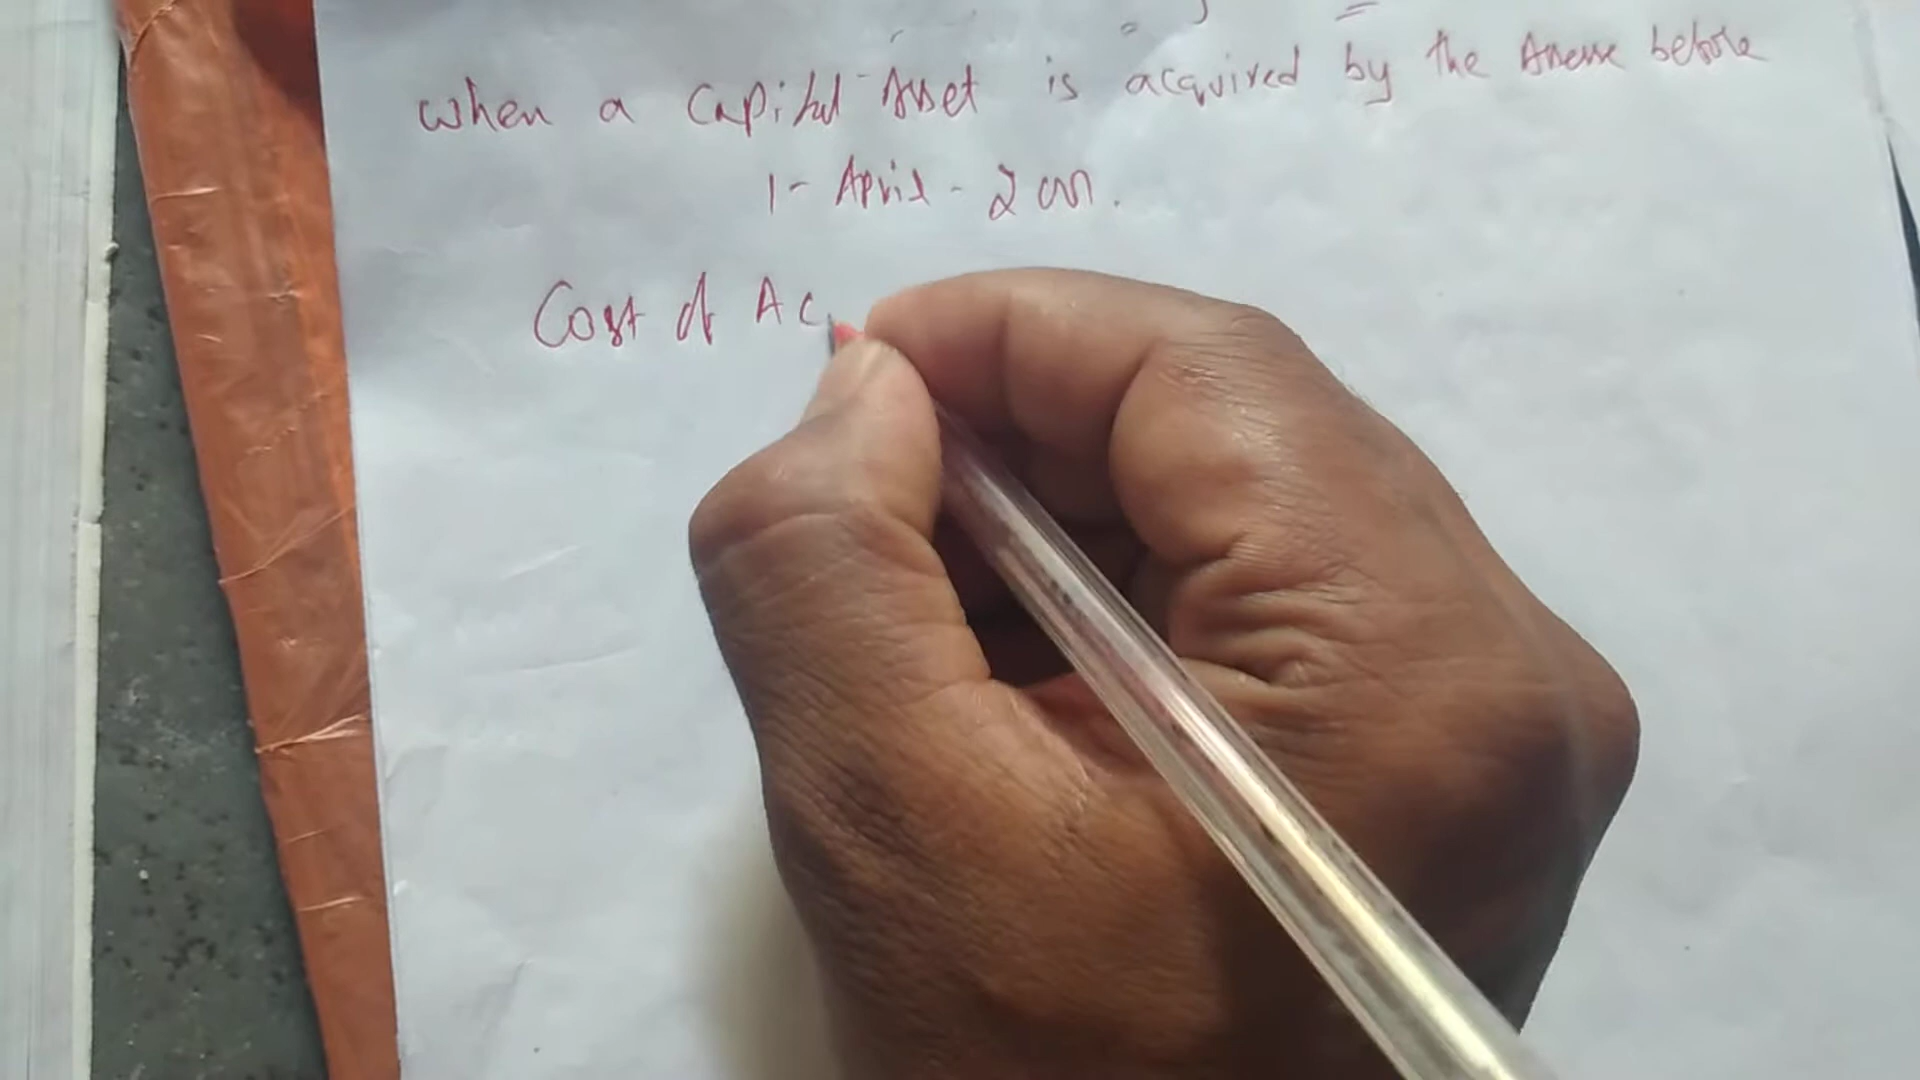 when a Capital Asset is acquired by the Assesse before
1- April - 2001.
Cost of Ac